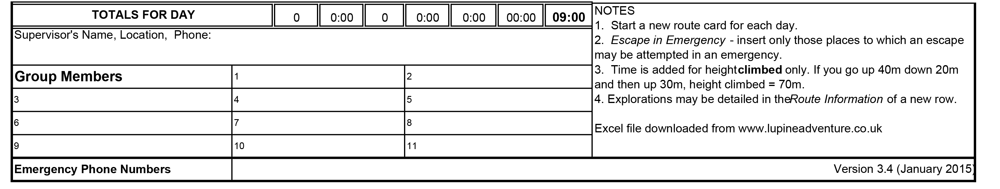 TOTALS FOR DAY 0 0:00 0 0:00 0:00 00:00 09:00
Supervisor's Name, Location, Phone:
Group Members 1 2
3 4 5
6 7 8
9 10 11
NOTES
1. Start a new route card for each day.
2. Escape in Emergency - insert only those places to which an escape
may be attempted in an emergency.
3. Time is added for height climbed only. If you go up 40m down 20m
and then up 30m, height climbed = 70m.
4. Explorations may be detailed in the Route Information of a new row.
Excel file downloaded from www.lupineadventure.co.uk
Emergency Phone Numbers Version 3.4 (January 2015)